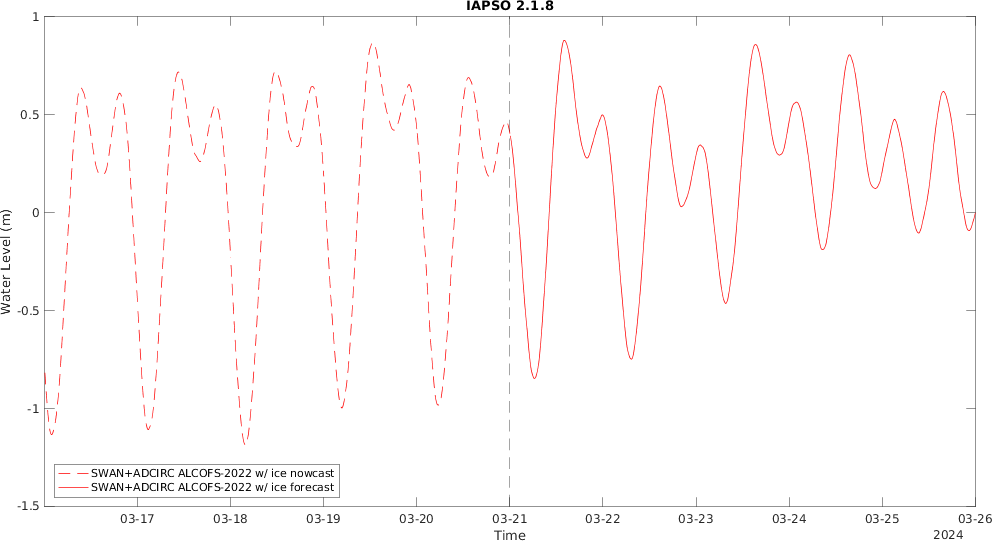 IAPSO 2.1.8
1
0.5
0
-0.5
-1
-1.5
Water Level (m)
SWAN+ADCIRC ALCOFS-2022 w/ ice nowcast
SWAN+ADCIRC ALCOFS-2022 w/ ice forecast
03-17 03-18 03-19 03-20 03-21 03-22 03-23 03-24 03-25 03-26
Time
2024